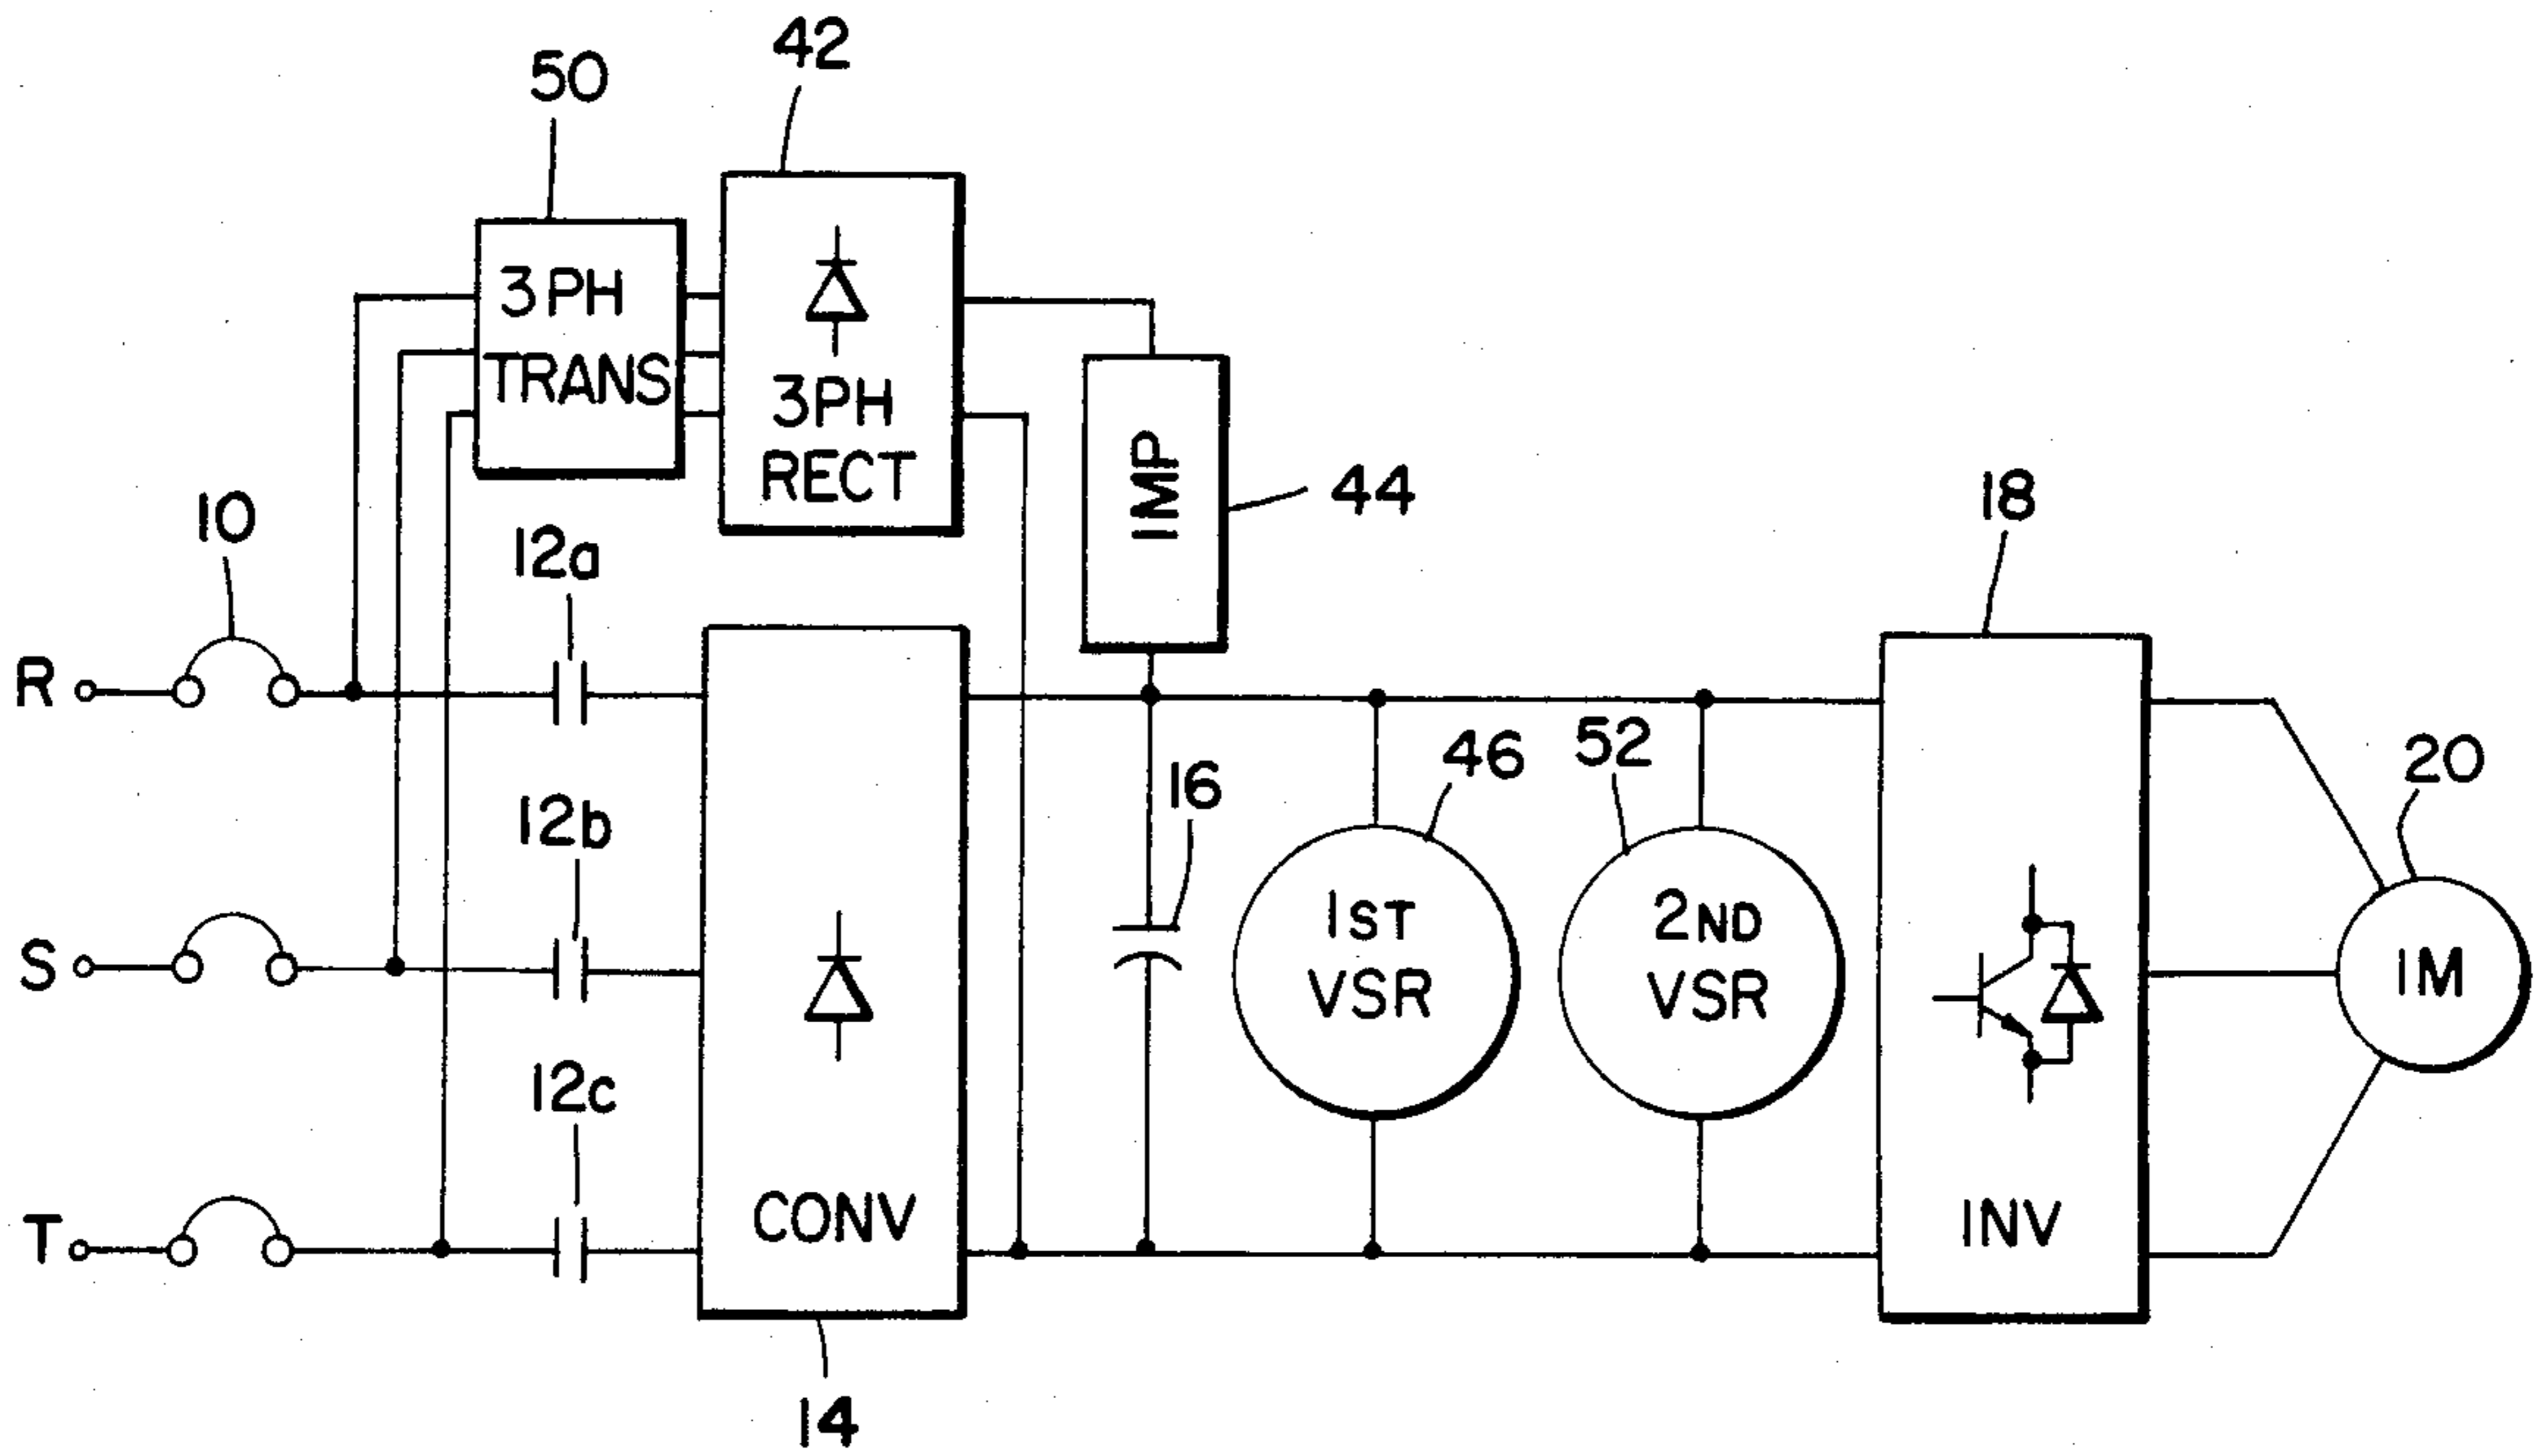 42
50
3PH
TRANS
3PH
RECT
IMP
44
10
12a
18
R
46
52
20
16
12b
1ST
VSR
2ND
VSR
S
IM
12c
CONV
INV
T
14